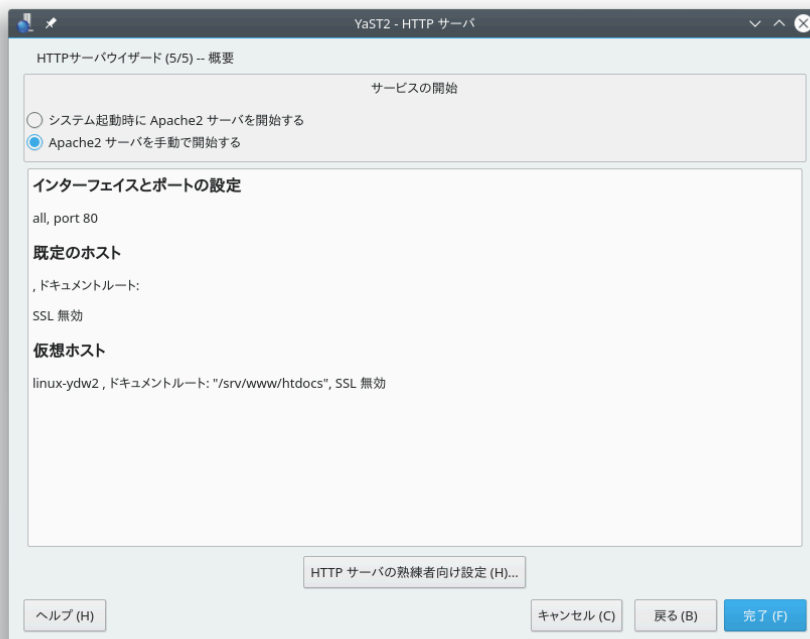 YaST2 - HTTP サーバ
HTTPサーバウイザード (5/5) -- 概要
サービスの開始
システム起動時に Apache2 サーバを開始する
Apache2 サーバを手動で開始する
インターフェイスとポートの設定
all, port 80
既定のホスト
, ドキュメントルート:
SSL 無効
仮想ホスト
linux-ydw2 , ドキュメントルート: "/srv/www/htdocs", SSL 無効
HTTP サーバの熟練者向け設定 (H)...
ヘルプ (H)
キャンセル (C)
戻る (B)
完了 (F)